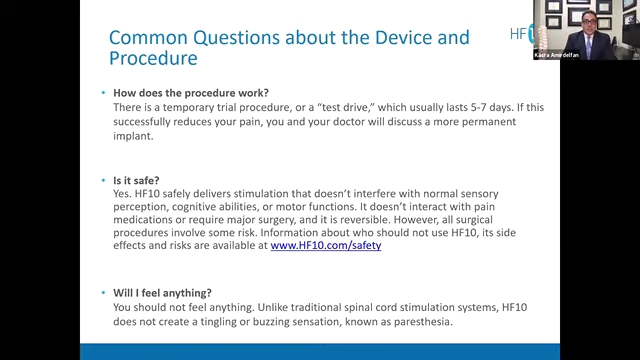 Common Questions about the Device and
Procedure
HF
Kasra Amirdelfan
• How does the procedure work?
There is a temporary trial procedure, or a “test drive,” which usually lasts 5-7 days. If this
successfully reduces your pain, you and your doctor will discuss a more permanent
implant.
• Is it safe?
Yes. HF10 safely delivers stimulation that doesn’t interfere with normal sensory
perception, cognitive abilities, or motor functions. It doesn’t interact with pain
medications or require major surgery, and it is reversible. However, all surgical
procedures involve some risk. Information about who should not use HF10, its side
effects and risks are available at www.HF10.com/safety
• Will I feel anything?
You should not feel anything. Unlike traditional spinal cord stimulation systems, HF10
does not create a tingling or buzzing sensation, known as paresthesia.